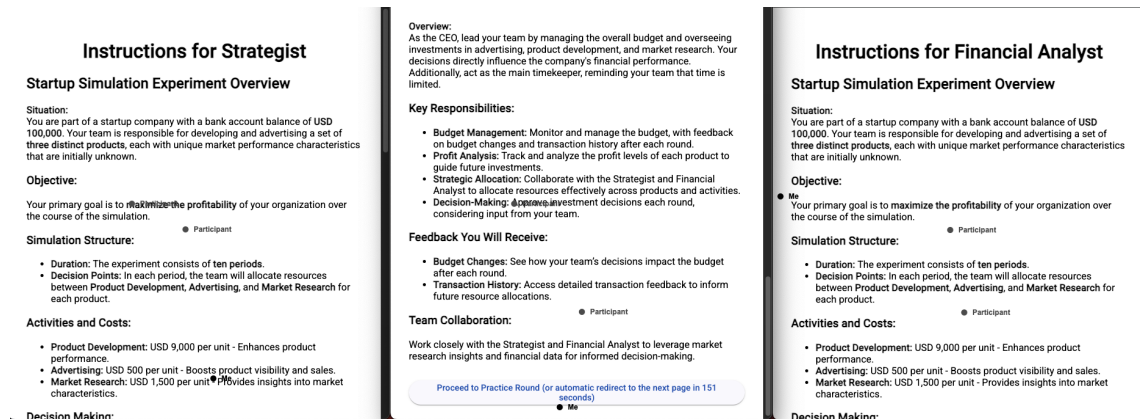 Instructions for Strategist
Startup Simulation Experiment Overview
Situation:
You are part of a startup company with a bank account balance of USD
100,000. Your team is responsible for developing and advertising a set of
three distinct products, each with unique market performance characteristics
that are initially unknown.
Objective:
Your primary goal is to maximize the profitability of your organization over
the course of the simulation.
Participant
Simulation Structure:
Duration: The experiment consists of ten periods.
Decision Points: In each period, the team will allocate resources
between Product Development, Advertising, and Market Research for
each product.
Activities and Costs:
Product Development: USD 9,000 per unit - Enhances product
performance.
Advertising: USD 500 per unit - Boosts product visibility and sales.
Market Research: USD 1,500 per unit - Provides insights into market
characteristics.
Me
Decision Making:
Overview:
As the CEO, lead your team by managing the overall budget and overseeing
investments in advertising, product development, and market research. Your
decisions directly influence the company's financial performance.
Additionally, act as the main timekeeper, reminding your team that time is
limited.
Key Responsibilities:
Budget Management: Monitor and manage the budget, with feedback
on budget changes and transaction history after each round.
Profit Analysis: Track and analyze the profit levels of each product to
guide future investments.
Strategic Allocation: Collaborate with the Strategist and Financial
Analyst to allocate resources effectively across products and activities.
Decision-Making: Approve investment decisions each round,
considering input from your team.
Participant
Feedback You Will Receive:
Budget Changes: See how your team's decisions impact the budget
after each round.
Transaction History: Access detailed transaction feedback to inform
future resource allocations.
Participant
Team Collaboration:
Work closely with the Strategist and Financial Analyst to leverage market
research insights and financial data for informed decision-making.
Proceed to Practice Round (or automatic redirect to the next page in 151
seconds)
Me
Instructions for Financial Analyst
Startup Simulation Experiment Overview
Situation:
You are part of a startup company with a bank account balance of USD
100,000. Your team is responsible for developing and advertising a set of
three distinct products, each with unique market performance characteristics
that are initially unknown.
Objective:
Me
Your primary goal is to maximize the profitability of your organization over
the course of the simulation.
Participant
Simulation Structure:
Duration: The experiment consists of ten periods.
Decision Points: In each period, the team will allocate resources
between Product Development, Advertising, and Market Research for
each product.
Participant
Activities and Costs:
Product Development: USD 9,000 per unit - Enhances product
performance.
Advertising: USD 500 per unit - Boosts product visibility and sales.
Market Research: USD 1,500 per unit - Provides insights into market
characteristics.
Decision Making: